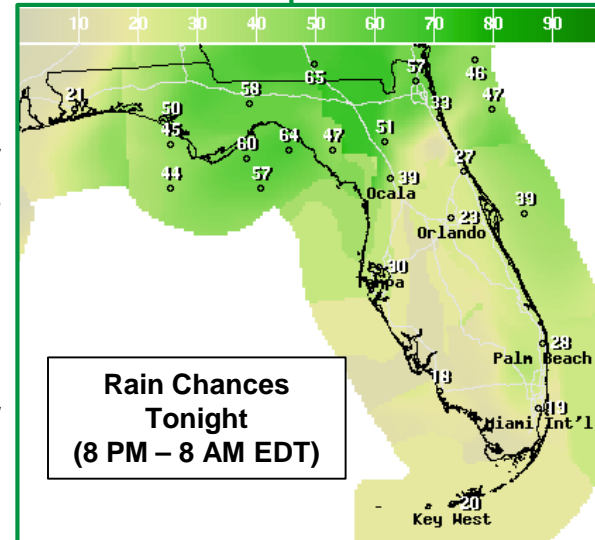 10 20 30 40 50 60 70 80 90
57
46
65
21
58
47
50
33
45
51
64
47
60
27
44
57
39
Ocala
39
23
Orlando
30
Tampa
28
Palm Beach
18
19
Miami Int'l
20
Key West
Rain Chances
Tonight
(8 PM – 8 AM EDT)